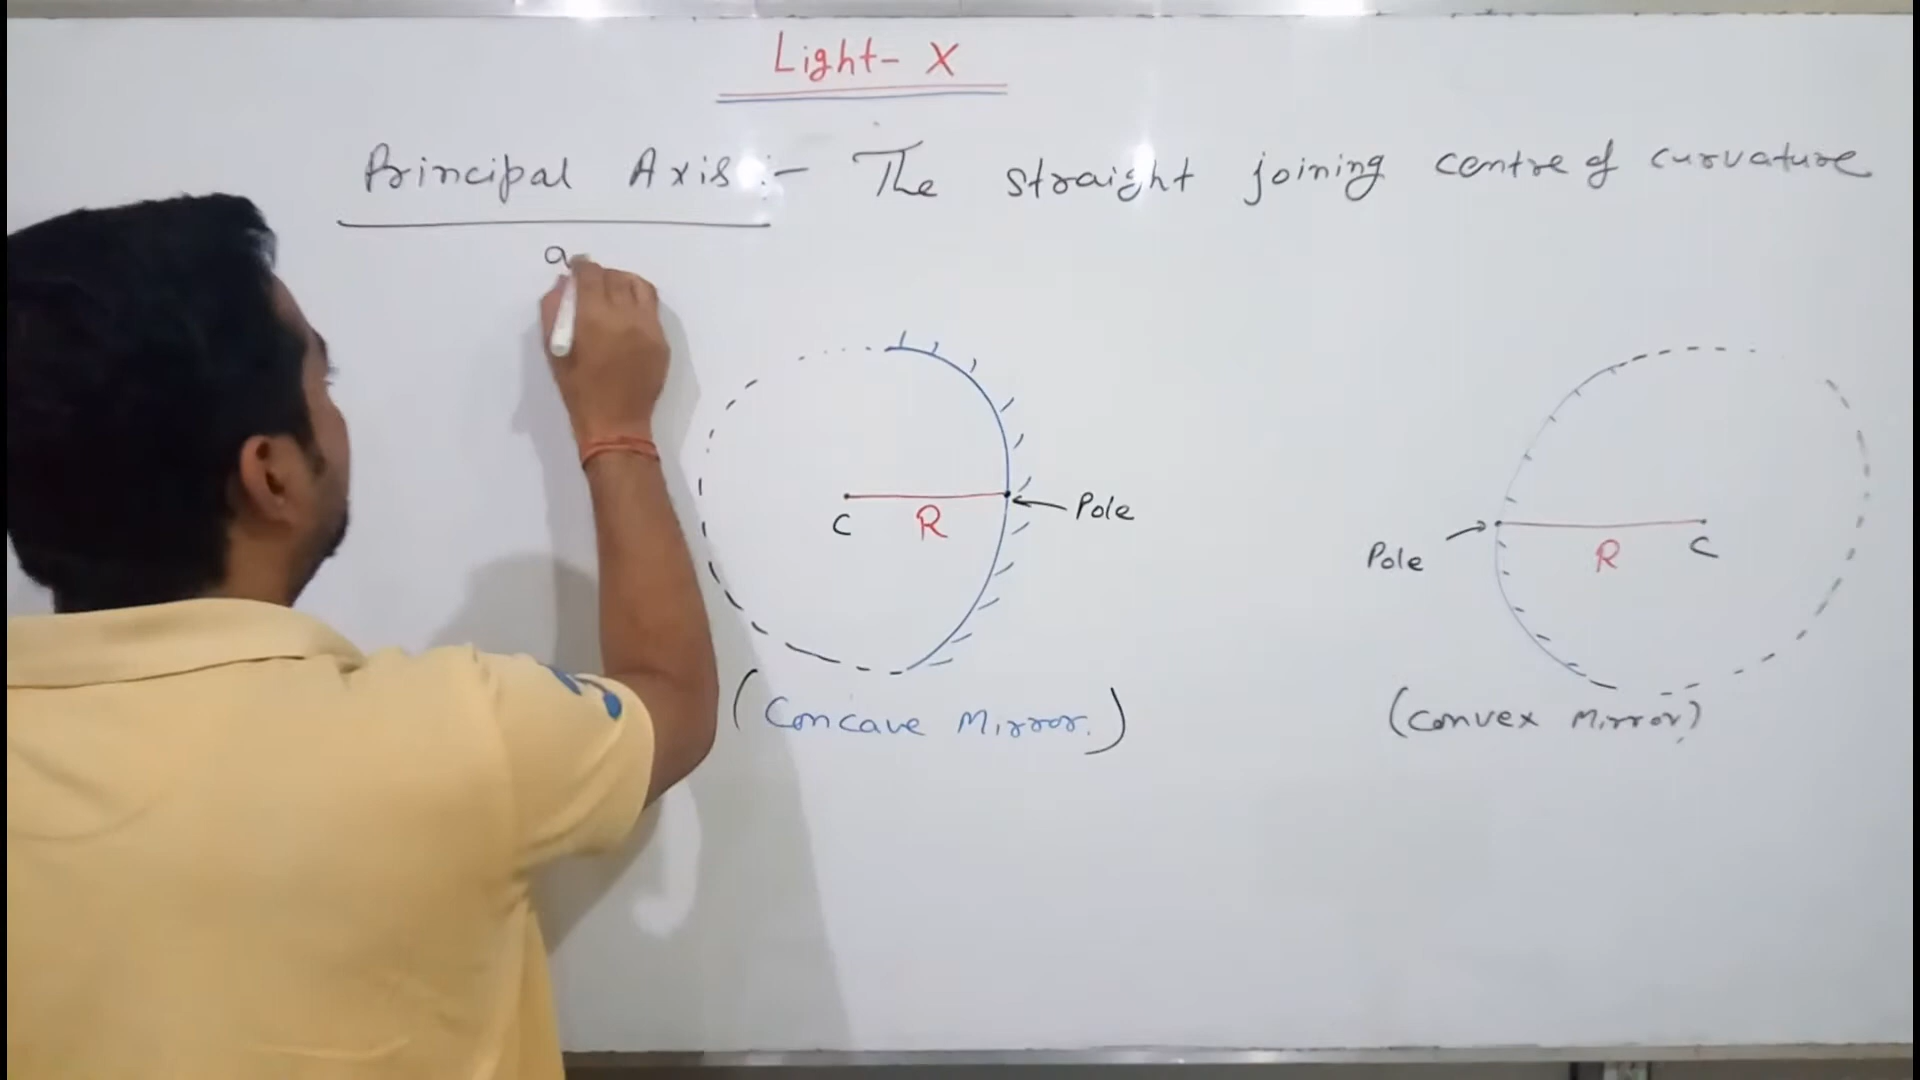 Light- X
Principal Axis :- The straight joining centre of curvature
a
Pole
C
R
Pole
R
C
(Concave Mirror.)
(Convex Mirror)